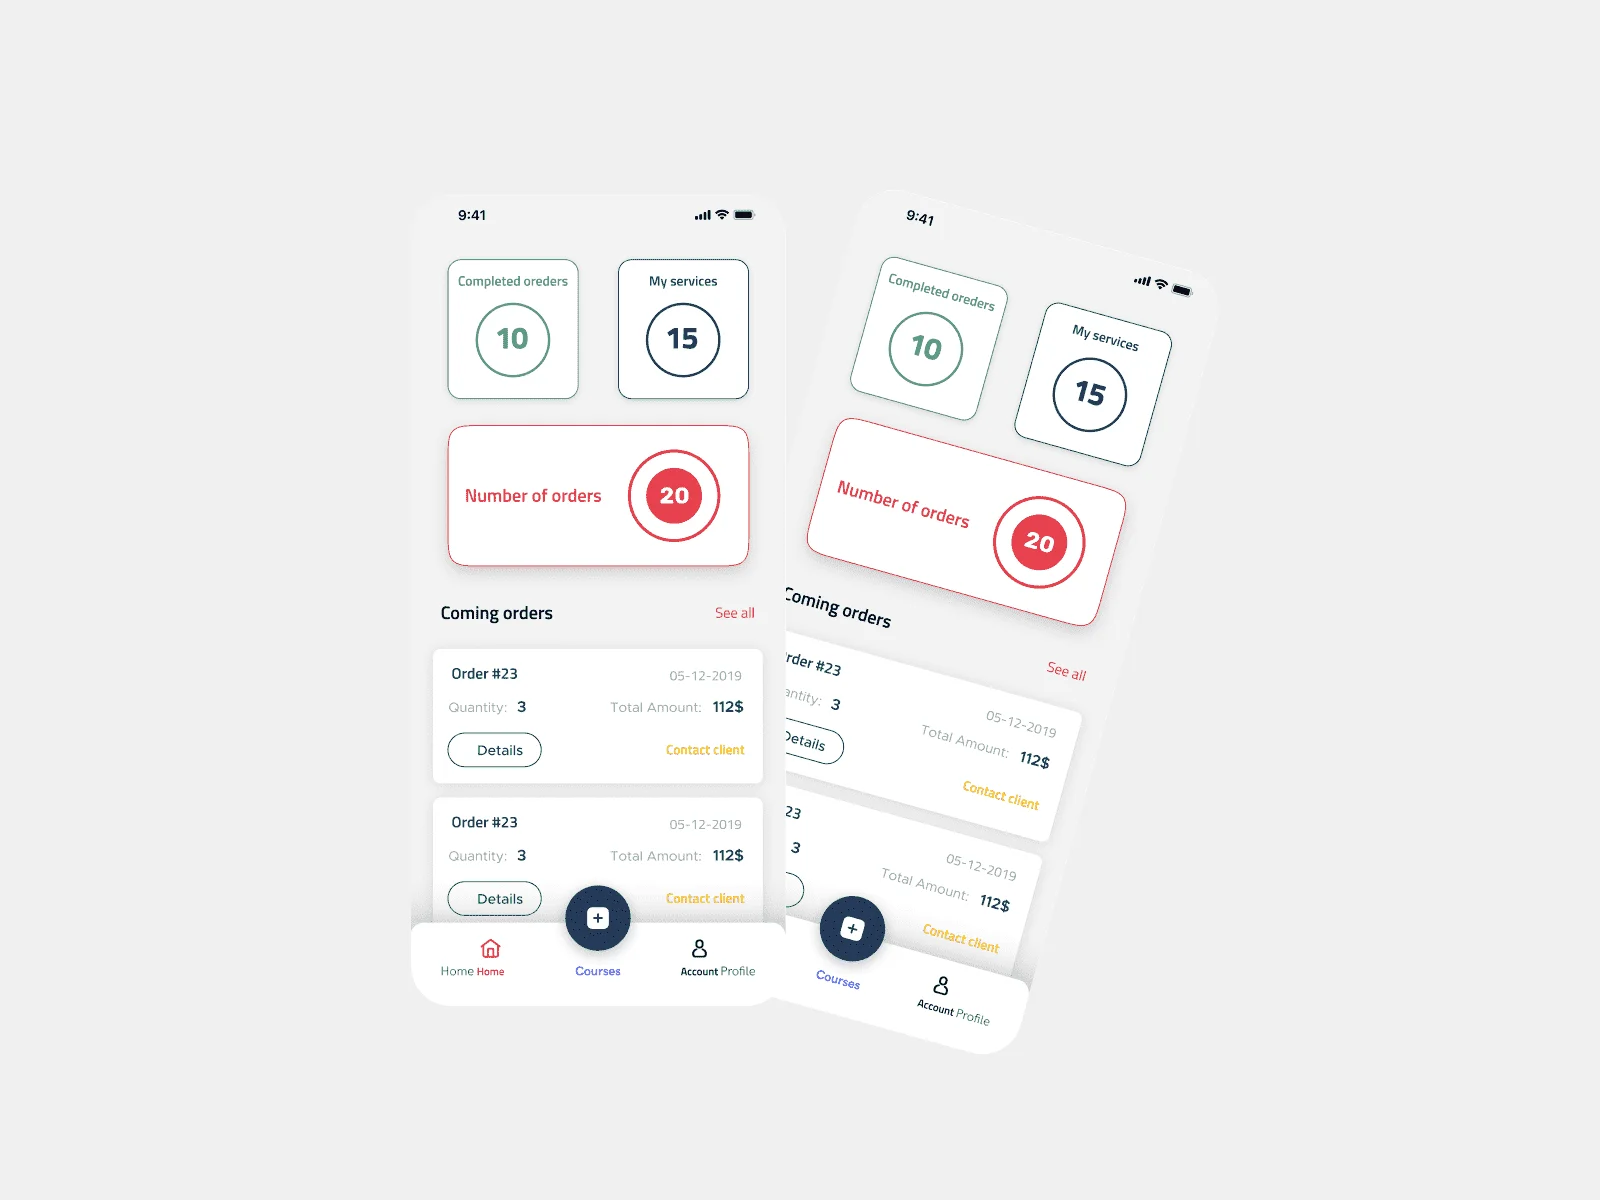 9:41
Completed oreders
My services
10
15
Number of orders
20
Coming orders
See all
Order #23
05-12-2019
Quantity: 3
Total Amount: 112$
Details
Contact client
Order #23
05-12-2019
Quantity: 3
Total Amount: 112$
Details
Contact client
Home Home
Courses
Account Profile
9:41
Completed oreders
My services
10
15
Number of orders
20
Coming orders
See all
rder #23
05-12-2019
antity: 3
Total Amount: 112$
Details
Contact client
23
05-12-2019
3
Total Amount: 112$
Contact client
Courses
Account Profile